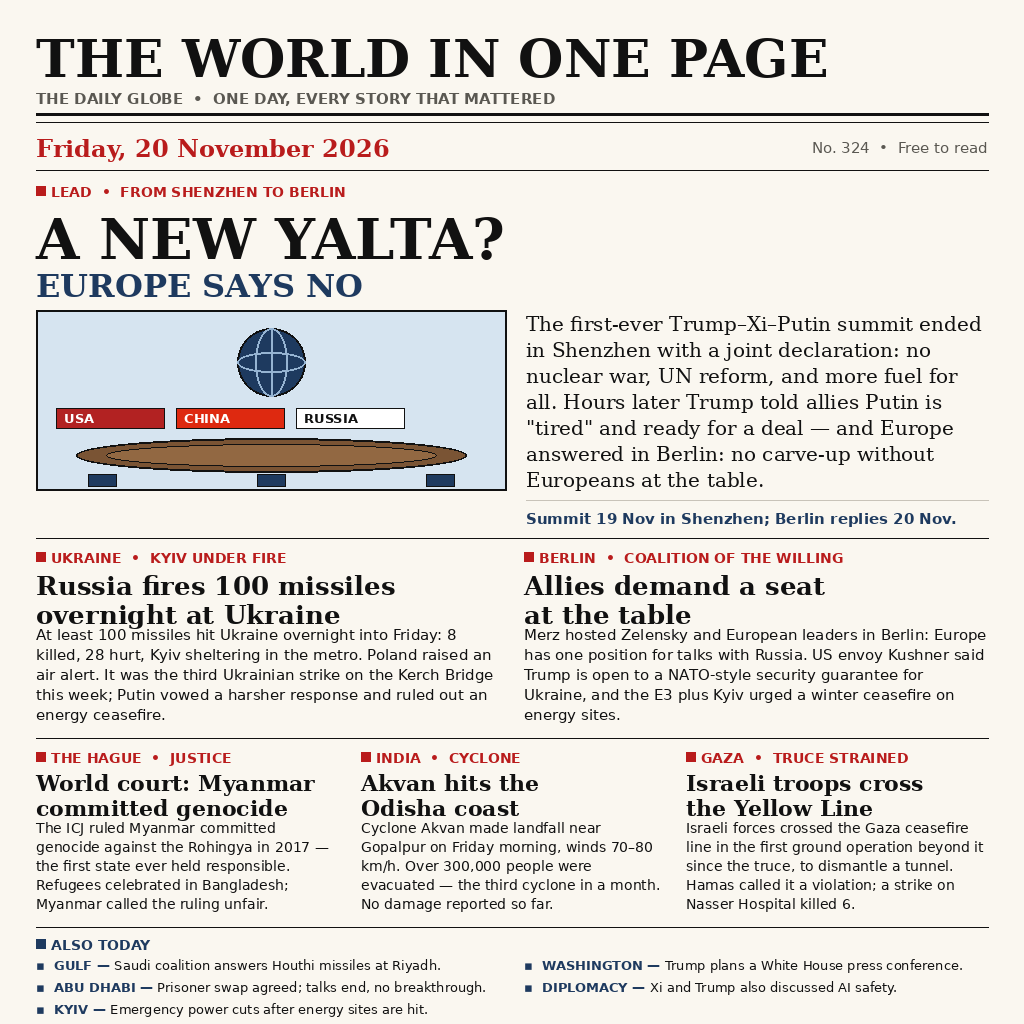 THE WORLD IN ONE PAGE
THE DAILY GLOBE • ONE DAY, EVERY STORY THAT MATTERED
Friday, 20 November 2026
No. 324 • Free to read
LEAD • FROM SHENZHEN TO BERLIN
A NEW YALTA?
EUROPE SAYS NO
USA
CHINA
RUSSIA
The first-ever Trump–Xi–Putin summit ended
in Shenzhen with a joint declaration: no
nuclear war, UN reform, and more fuel for
all. Hours later Trump told allies Putin is
"tired" and ready for a deal — and Europe
answered in Berlin: no carve-up without
Europeans at the table.
Summit 19 Nov in Shenzhen; Berlin replies 20 Nov.
UKRAINE • KYIV UNDER FIRE
Russia fires 100 missiles
overnight at Ukraine
At least 100 missiles hit Ukraine overnight into Friday: 8
killed, 28 hurt, Kyiv sheltering in the metro. Poland raised an
air alert. It was the third Ukrainian strike on the Kerch Bridge
this week; Putin vowed a harsher response and ruled out an
energy ceasefire.
BERLIN • COALITION OF THE WILLING
Allies demand a seat
at the table
Merz hosted Zelensky and European leaders in Berlin: Europe
has one position for talks with Russia. US envoy Kushner said
Trump is open to a NATO-style security guarantee for
Ukraine, and the E3 plus Kyiv urged a winter ceasefire on
energy sites.
THE HAGUE • JUSTICE
World court: Myanmar
committed genocide
The ICJ ruled Myanmar committed
genocide against the Rohingya in 2017 —
the first state ever held responsible.
Refugees celebrated in Bangladesh;
Myanmar called the ruling unfair.
INDIA • CYCLONE
Akvan hits the
Odisha coast
Cyclone Akvan made landfall near
Gopalpur on Friday morning, winds 70–80
km/h. Over 300,000 people were
evacuated — the third cyclone in a month.
No damage reported so far.
GAZA • TRUCE STRAINED
Israeli troops cross
the Yellow Line
Israeli forces crossed the Gaza ceasefire
line in the first ground operation beyond it
since the truce, to dismantle a tunnel.
Hamas called it a violation; a strike on
Nasser Hospital killed 6.
ALSO TODAY
GULF — Saudi coalition answers Houthi missiles at Riyadh.
ABU DHABI — Prisoner swap agreed; talks end, no breakthrough.
KYIV — Emergency power cuts after energy sites are hit.
WASHINGTON — Trump plans a White House press conference.
DIPLOMACY — Xi and Trump also discussed AI safety.